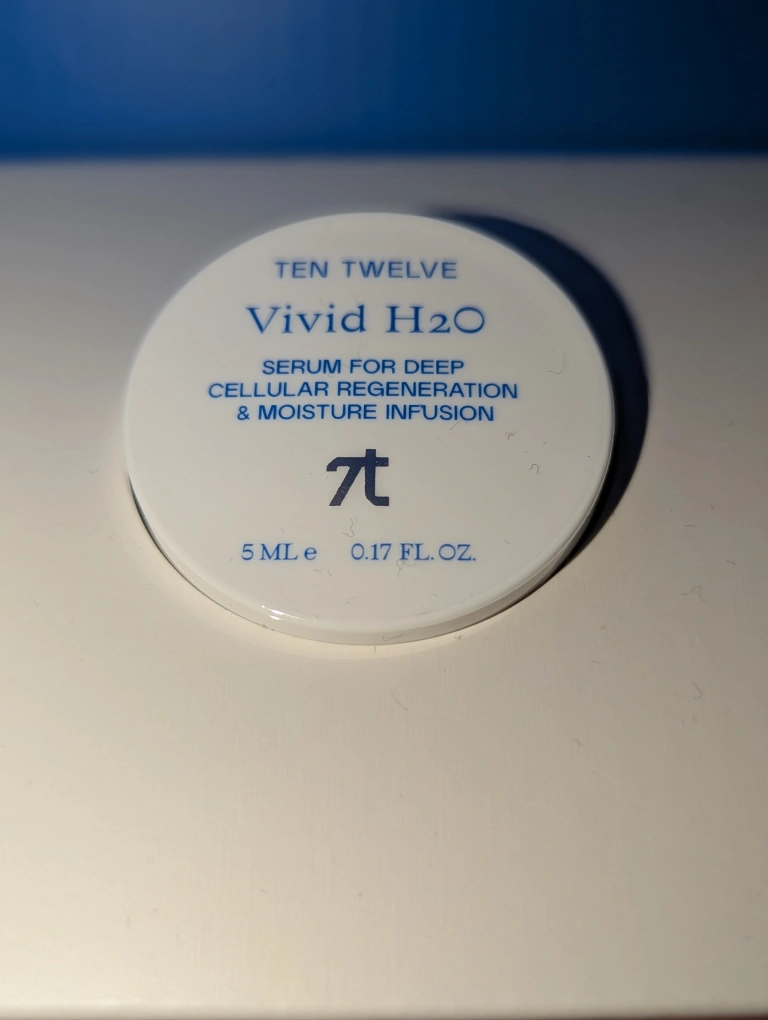 TEN TWELVE
Vivid H2O
SERUM FOR DEEP
CELLULAR REGENERATION
& MOISTURE INFUSION
5 ML e 0.17 FL. OZ.